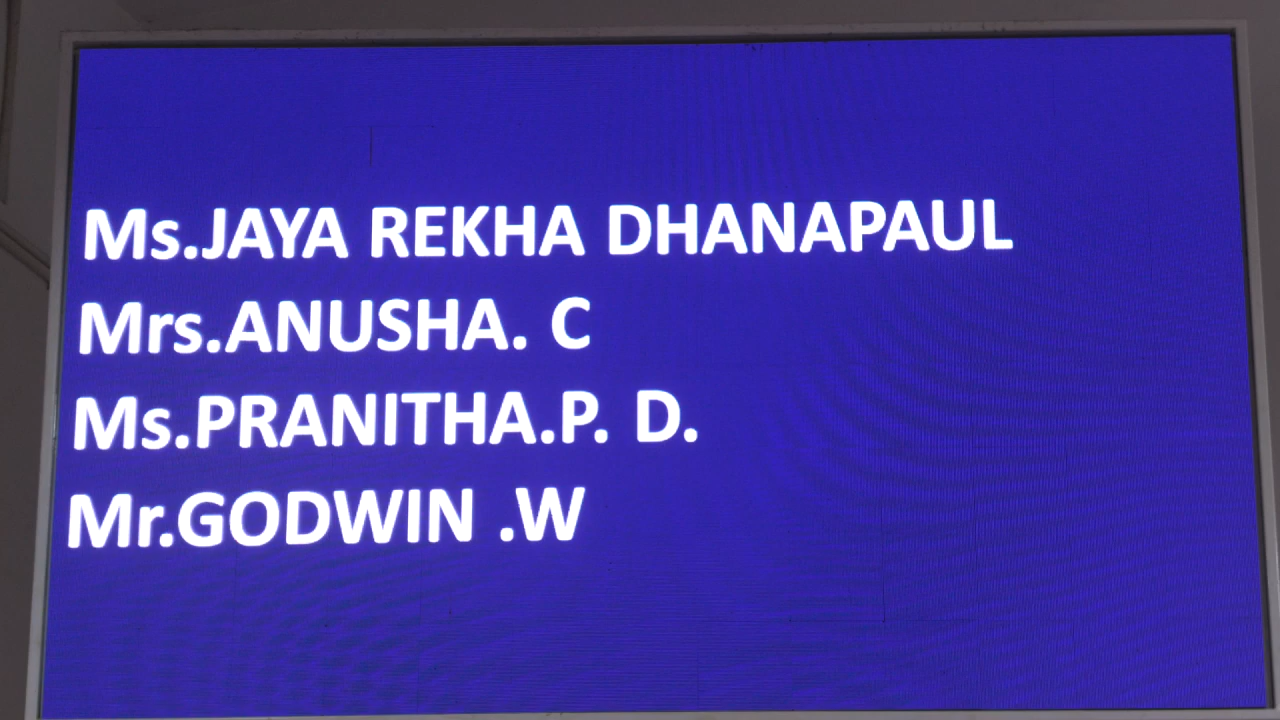 Ms.JAYA REKHA DHANAPAUL
Mrs.ANUSHA. C
Ms.PRANITHA.P. D.
Mr.GODWIN .W